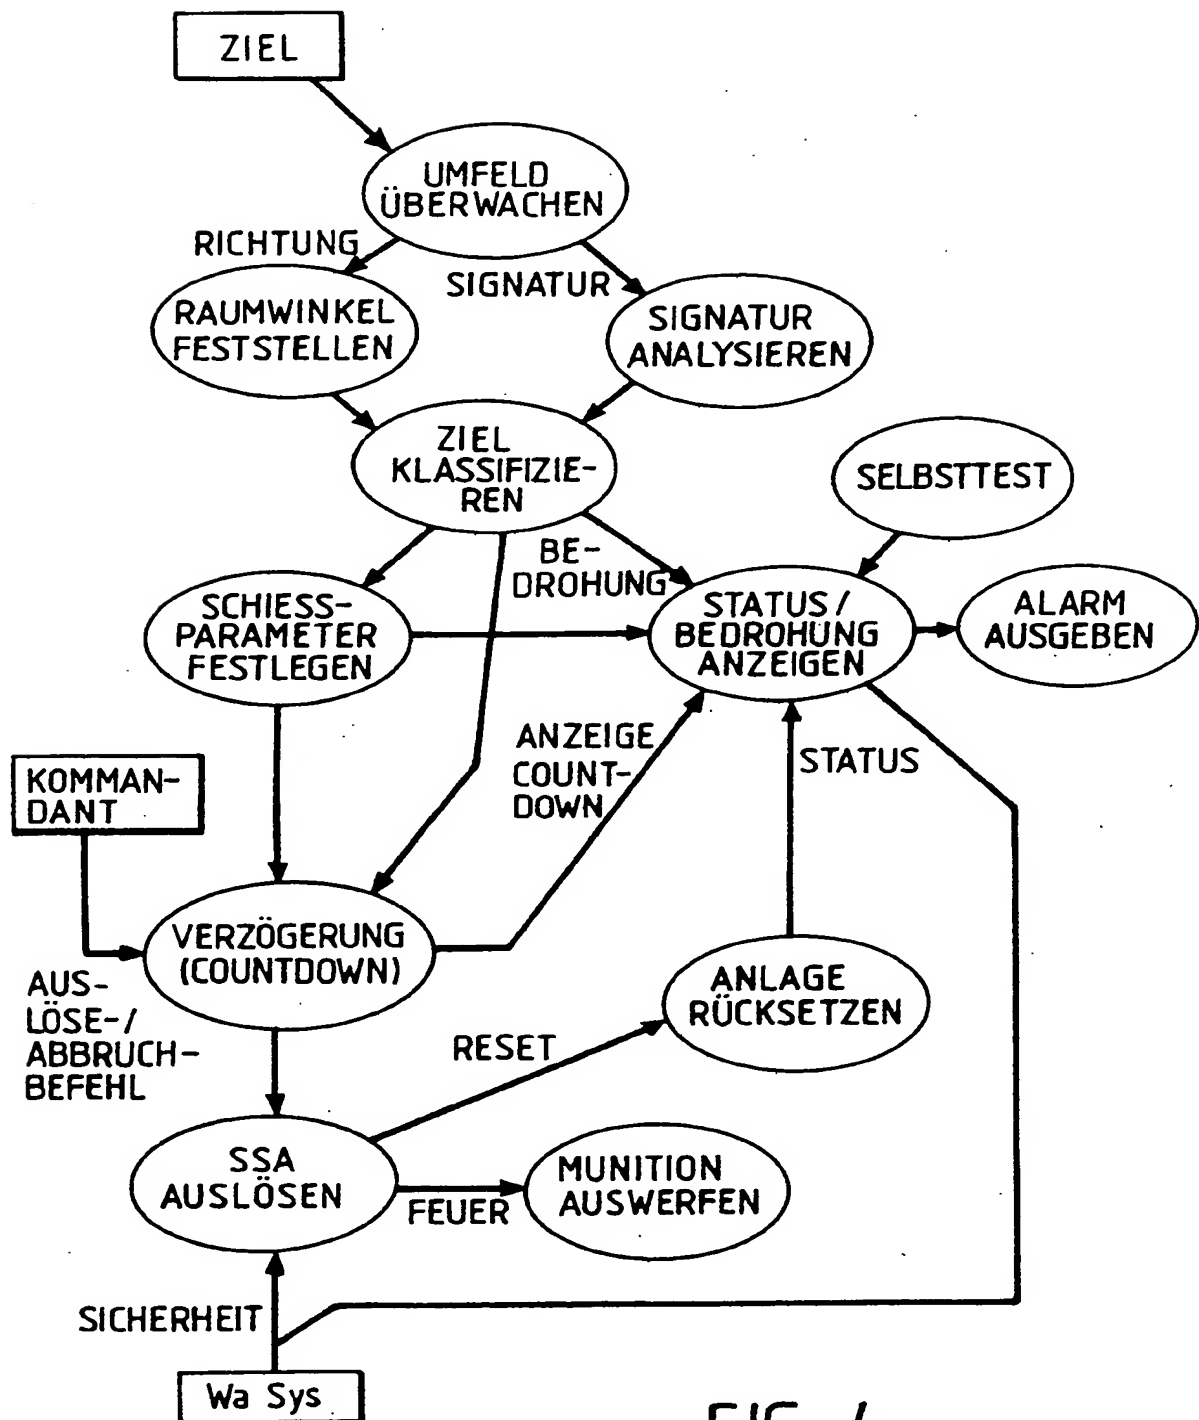 ZIEL
UMFELD
ÜBERWACHEN
RICHTUNG
SIGNATUR
RAUMWINKEL
FESTSTELLEN
SIGNATUR
ANALYSIEREN
ZIEL
KLASSIFIZIE-
REN
SELBSTTEST
BE-
DROHUNG
SCHIESS-
PARAMETER
FESTLEGEN
STATUS/
BEDROHUNG
ANZEIGEN
ALARM
AUSGEBEN
ANZEIGE
COUNT-
DOWN
STATUS
KOMMAN-
DANT
VERZÖGERUNG
(COUNTDOWN)
AUS-
LÖSE-/
ABBRUCH-
BEFEHL
ANLAGE
RÜCKSETZEN
RESET
SSA
AUSLÖSEN
FEUER
MUNITION
AUSWERFEN
SICHERHEIT
Wa Sys